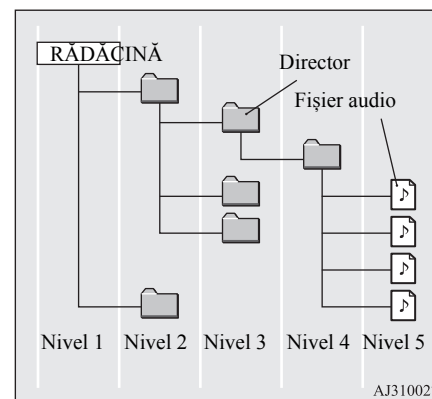 RĂDĂCINĂ
Director
Fișier audio
Nivel 1 Nivel 2 Nivel 3 Nivel 4 Nivel 5
AJ31002